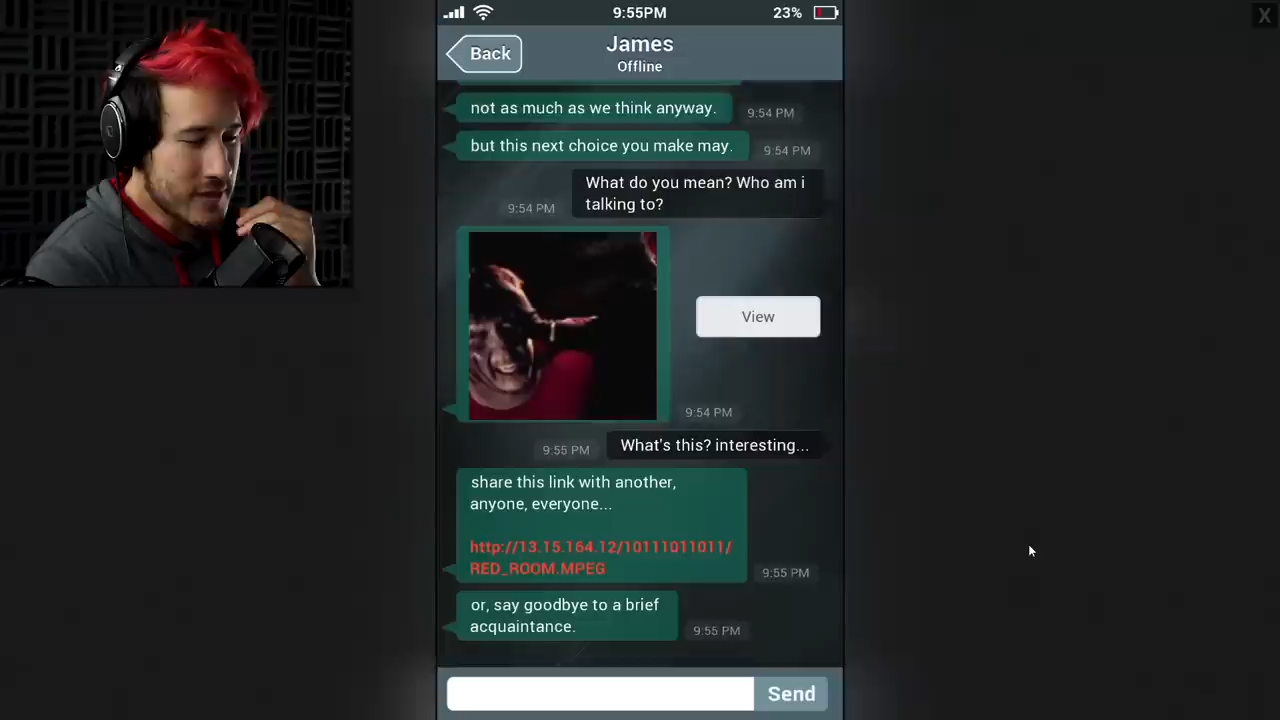 9:55PM
23%
X
Back
James
Offline
not as much as we think anyway.
9:54 PM
but this next choice you make may.
9:54 PM
What do you mean? Who am i
talking to?
9:54 PM
View
9:54 PM
What's this? interesting...
9:55 PM
share this link with another,
anyone, everyone...
http://13.15.164.12/10111011011/
RED_ROOM.MPEG
9:55 PM
or, say goodbye to a brief
acquaintance.
9:55 PM
Send